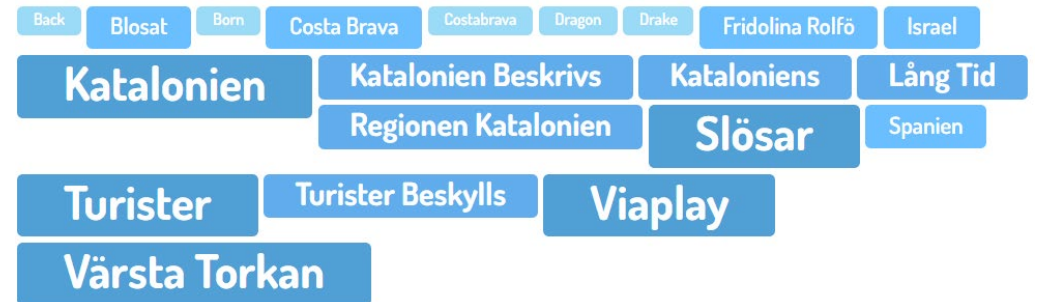 Back Blosat Born Costa Brava Costabrava Dragon Drake Fridolina Rolfö Israel
Katalonien Katalonien Beskrivs Kataloniens Lång Tid
Regionen Katalonien Slösar Spanien
Turister Turister Beskylls Viaplay
Värsta Torkan